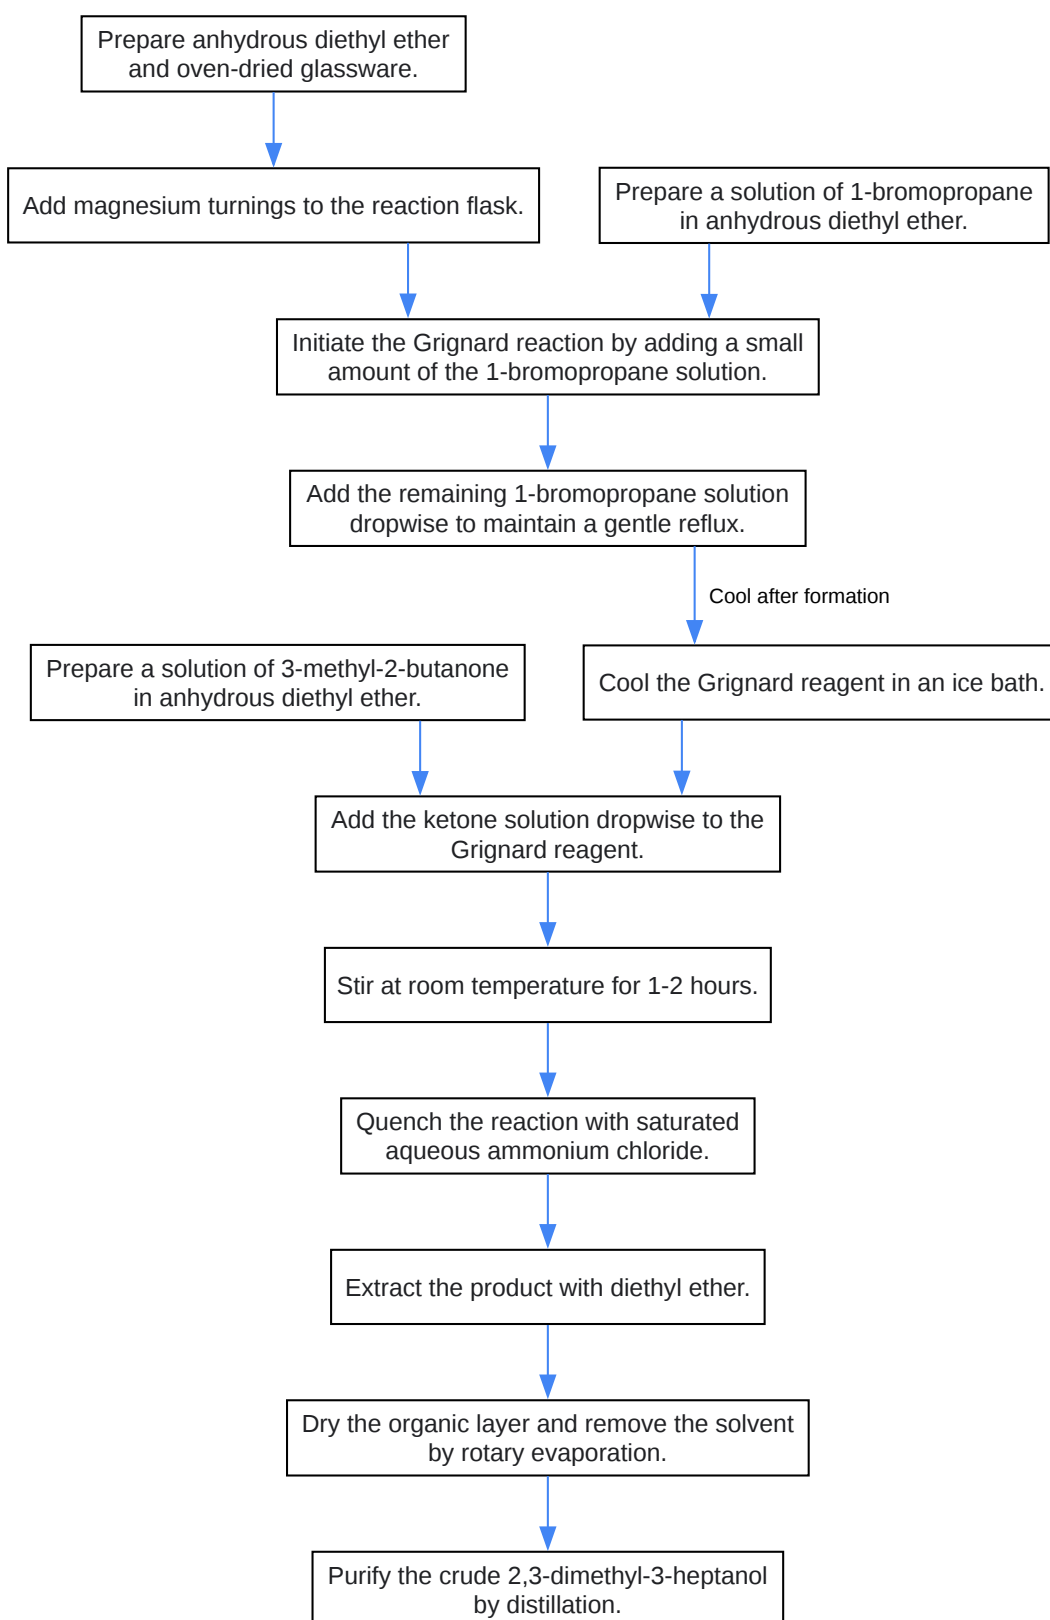 Prepare anhydrous diethyl ether
and oven-dried glassware.
Add magnesium turnings to the reaction flask.
Prepare a solution of 1-bromopropane
in anhydrous diethyl ether.
Initiate the Grignard reaction by adding a small
amount of the 1-bromopropane solution.
Add the remaining 1-bromopropane solution
dropwise to maintain a gentle reflux.
Cool after formation
Prepare a solution of 3-methyl-2-butanone
in anhydrous diethyl ether.
Cool the Grignard reagent in an ice bath.
Add the ketone solution dropwise to the
Grignard reagent.
Stir at room temperature for 1-2 hours.
Quench the reaction with saturated
aqueous ammonium chloride.
Extract the product with diethyl ether.
Dry the organic layer and remove the solvent
by rotary evaporation.
Purify the crude 2,3-dimethyl-3-heptanol
by distillation.